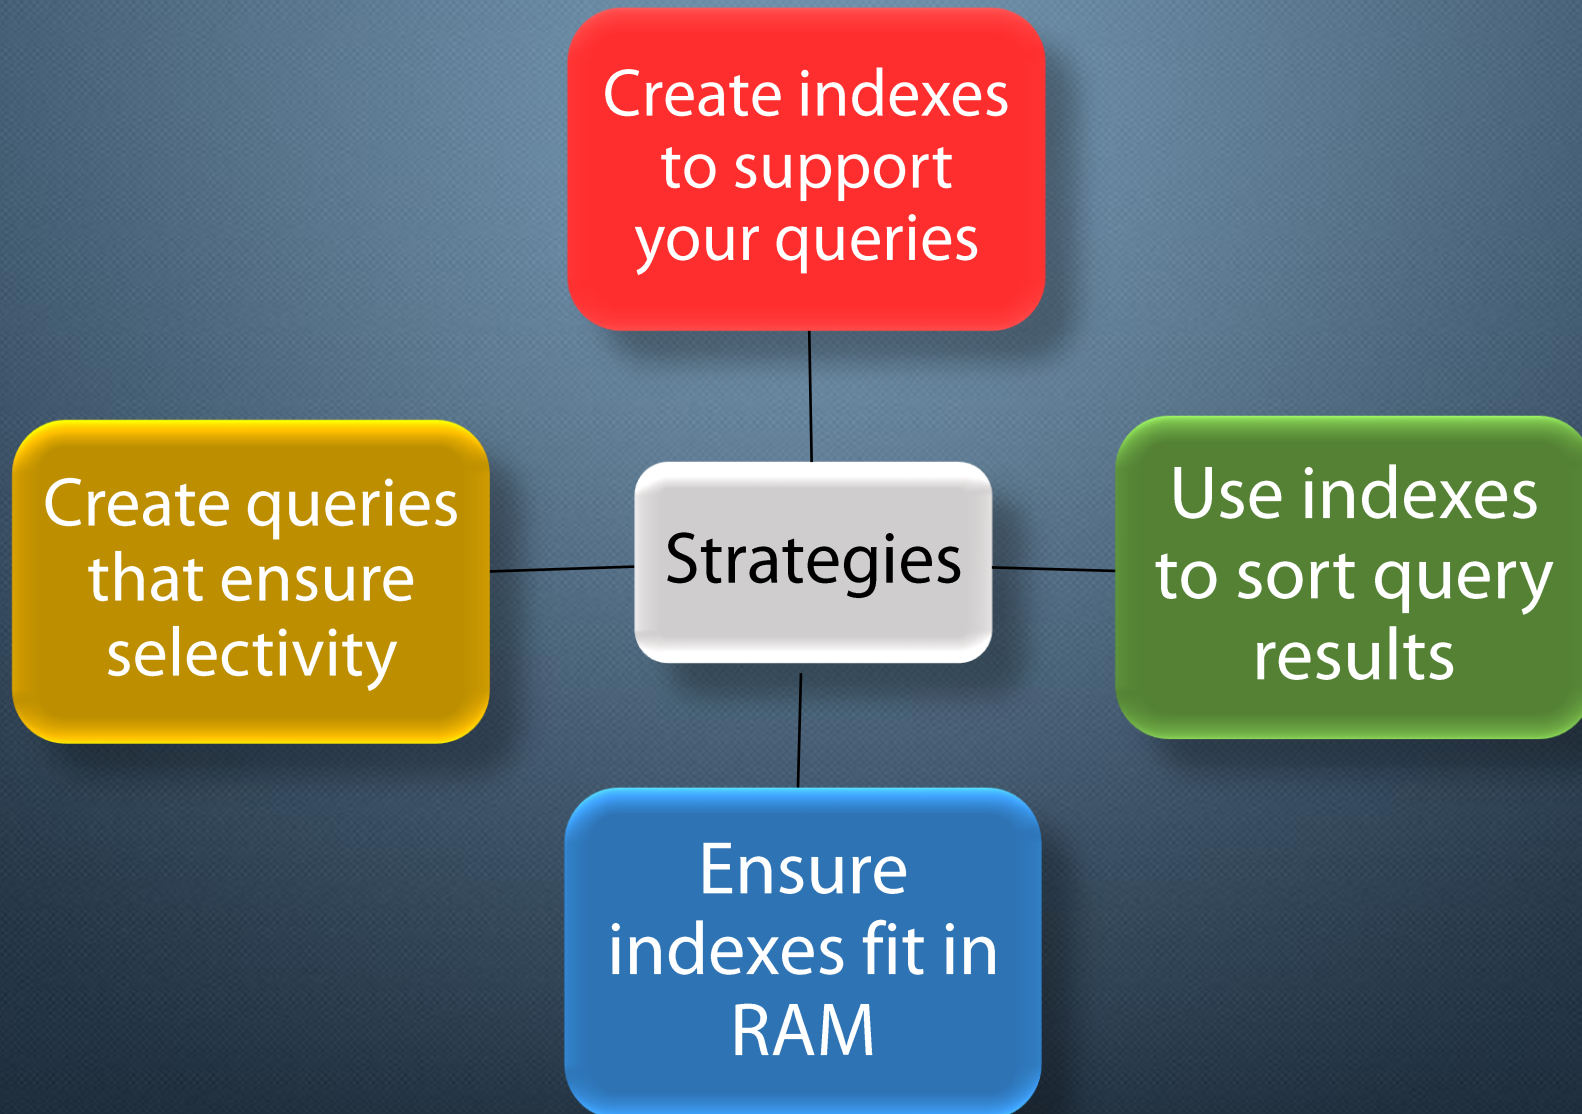 Create indexes
to support
your queries
Create queries
that ensure
selectivity
Strategies
Use indexes
to sort query
results
Ensure
indexes fit in
RAM